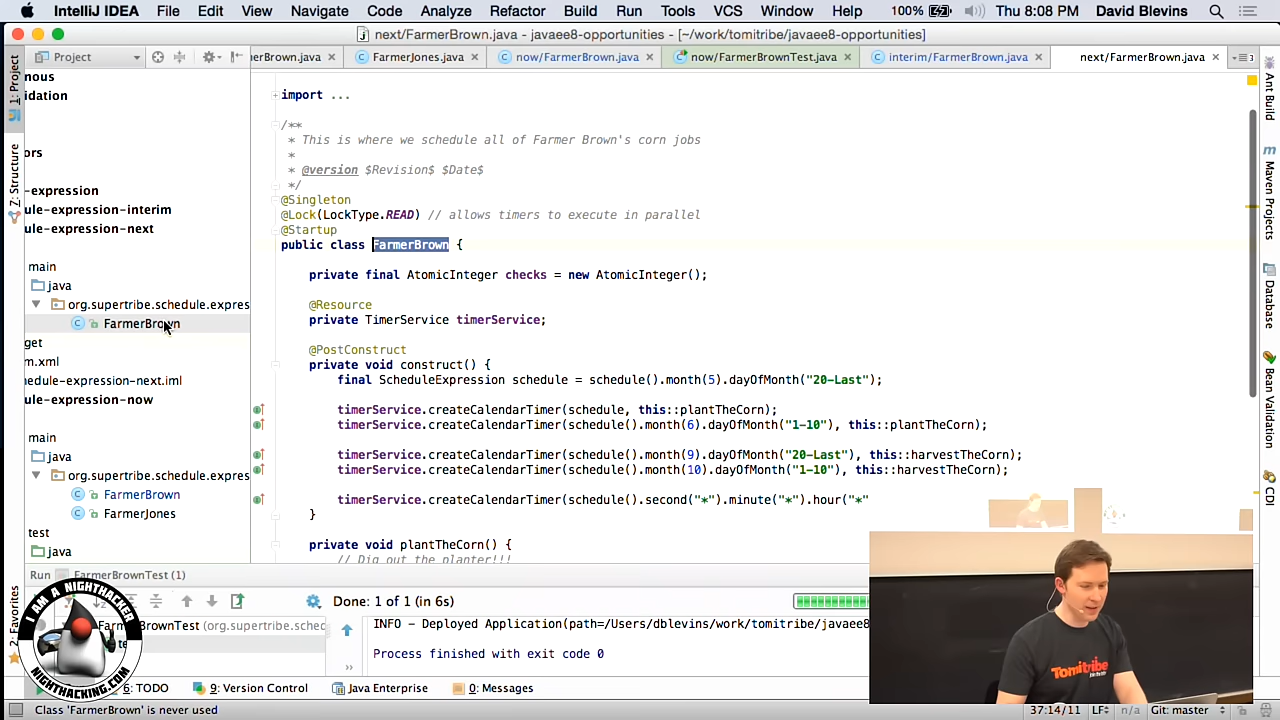 IntelliJ IDEA File Edit View Navigate Code Analyze Refactor Build Run Tools VCS Window Help 100% Thu 8:08 PM David Blevins
next/FarmerBrown.java - javaee8-opportunities - [~/work/tomitribe/javaee8-opportunities]
Project
erBrown.java FarmerJones.java now/FarmerBrown.java now/FarmerBrownTest.java interim/FarmerBrown.java next/FarmerBrown.java
1: Project
Z: Structure
2: Favorites
nous
idation
ors
-expression
ule-expression-interim
ule-expression-next
main
java
org.supertribe.schedule.expres
FarmerBrown
get
m.xml
edule-expression-next.iml
ule-expression-now
main
java
org.supertribe.schedule.expres
FarmerBrown
FarmerJones
test
java
import ...
/**
* This is where we schedule all of Farmer Brown's corn jobs
*
* @version $Revision$ $Date$
*/
@Singleton
@Lock(LockType.READ) // allows timers to execute in parallel
@Startup
public class FarmerBrown {
private final AtomicInteger checks = new AtomicInteger();
@Resource
private TimerService timerService;
@PostConstruct
private void construct() {
final ScheduleExpression schedule = schedule().month(5).dayOfMonth("20-Last");
timerService.createCalendarTimer(schedule, this::plantTheCorn);
timerService.createCalendarTimer(schedule().month(6).dayOfMonth("1-10"), this::plantTheCorn);
timerService.createCalendarTimer(schedule().month(9).dayOfMonth("20-Last"), this::harvestTheCorn);
timerService.createCalendarTimer(schedule().month(10).dayOfMonth("1-10"), this::harvestTheCorn);
timerService.createCalendarTimer(schedule().second("*").minute("*").hour("*"
}
private void plantTheCorn() {
// Dig out the planter!!!
Ant Build
Maven Projects
Database
Bean Validation
CDI
Run FarmerBrownTest (1)
Done: 1 of 1 (in 6s)
FarmerBrownTest (org.supertribe.sched
INFO - Deployed Application(path=/Users/dblevins/work/tomitribe/javaee8
Process finished with exit code 0
I AM A NIGHTHACKER
NIGHTHACKING.COM
Tomitribe
6: TODO 9: Version Control Java Enterprise 0: Messages
Class 'FarmerBrown' is never used 37:14/11 LF n/a Git: master